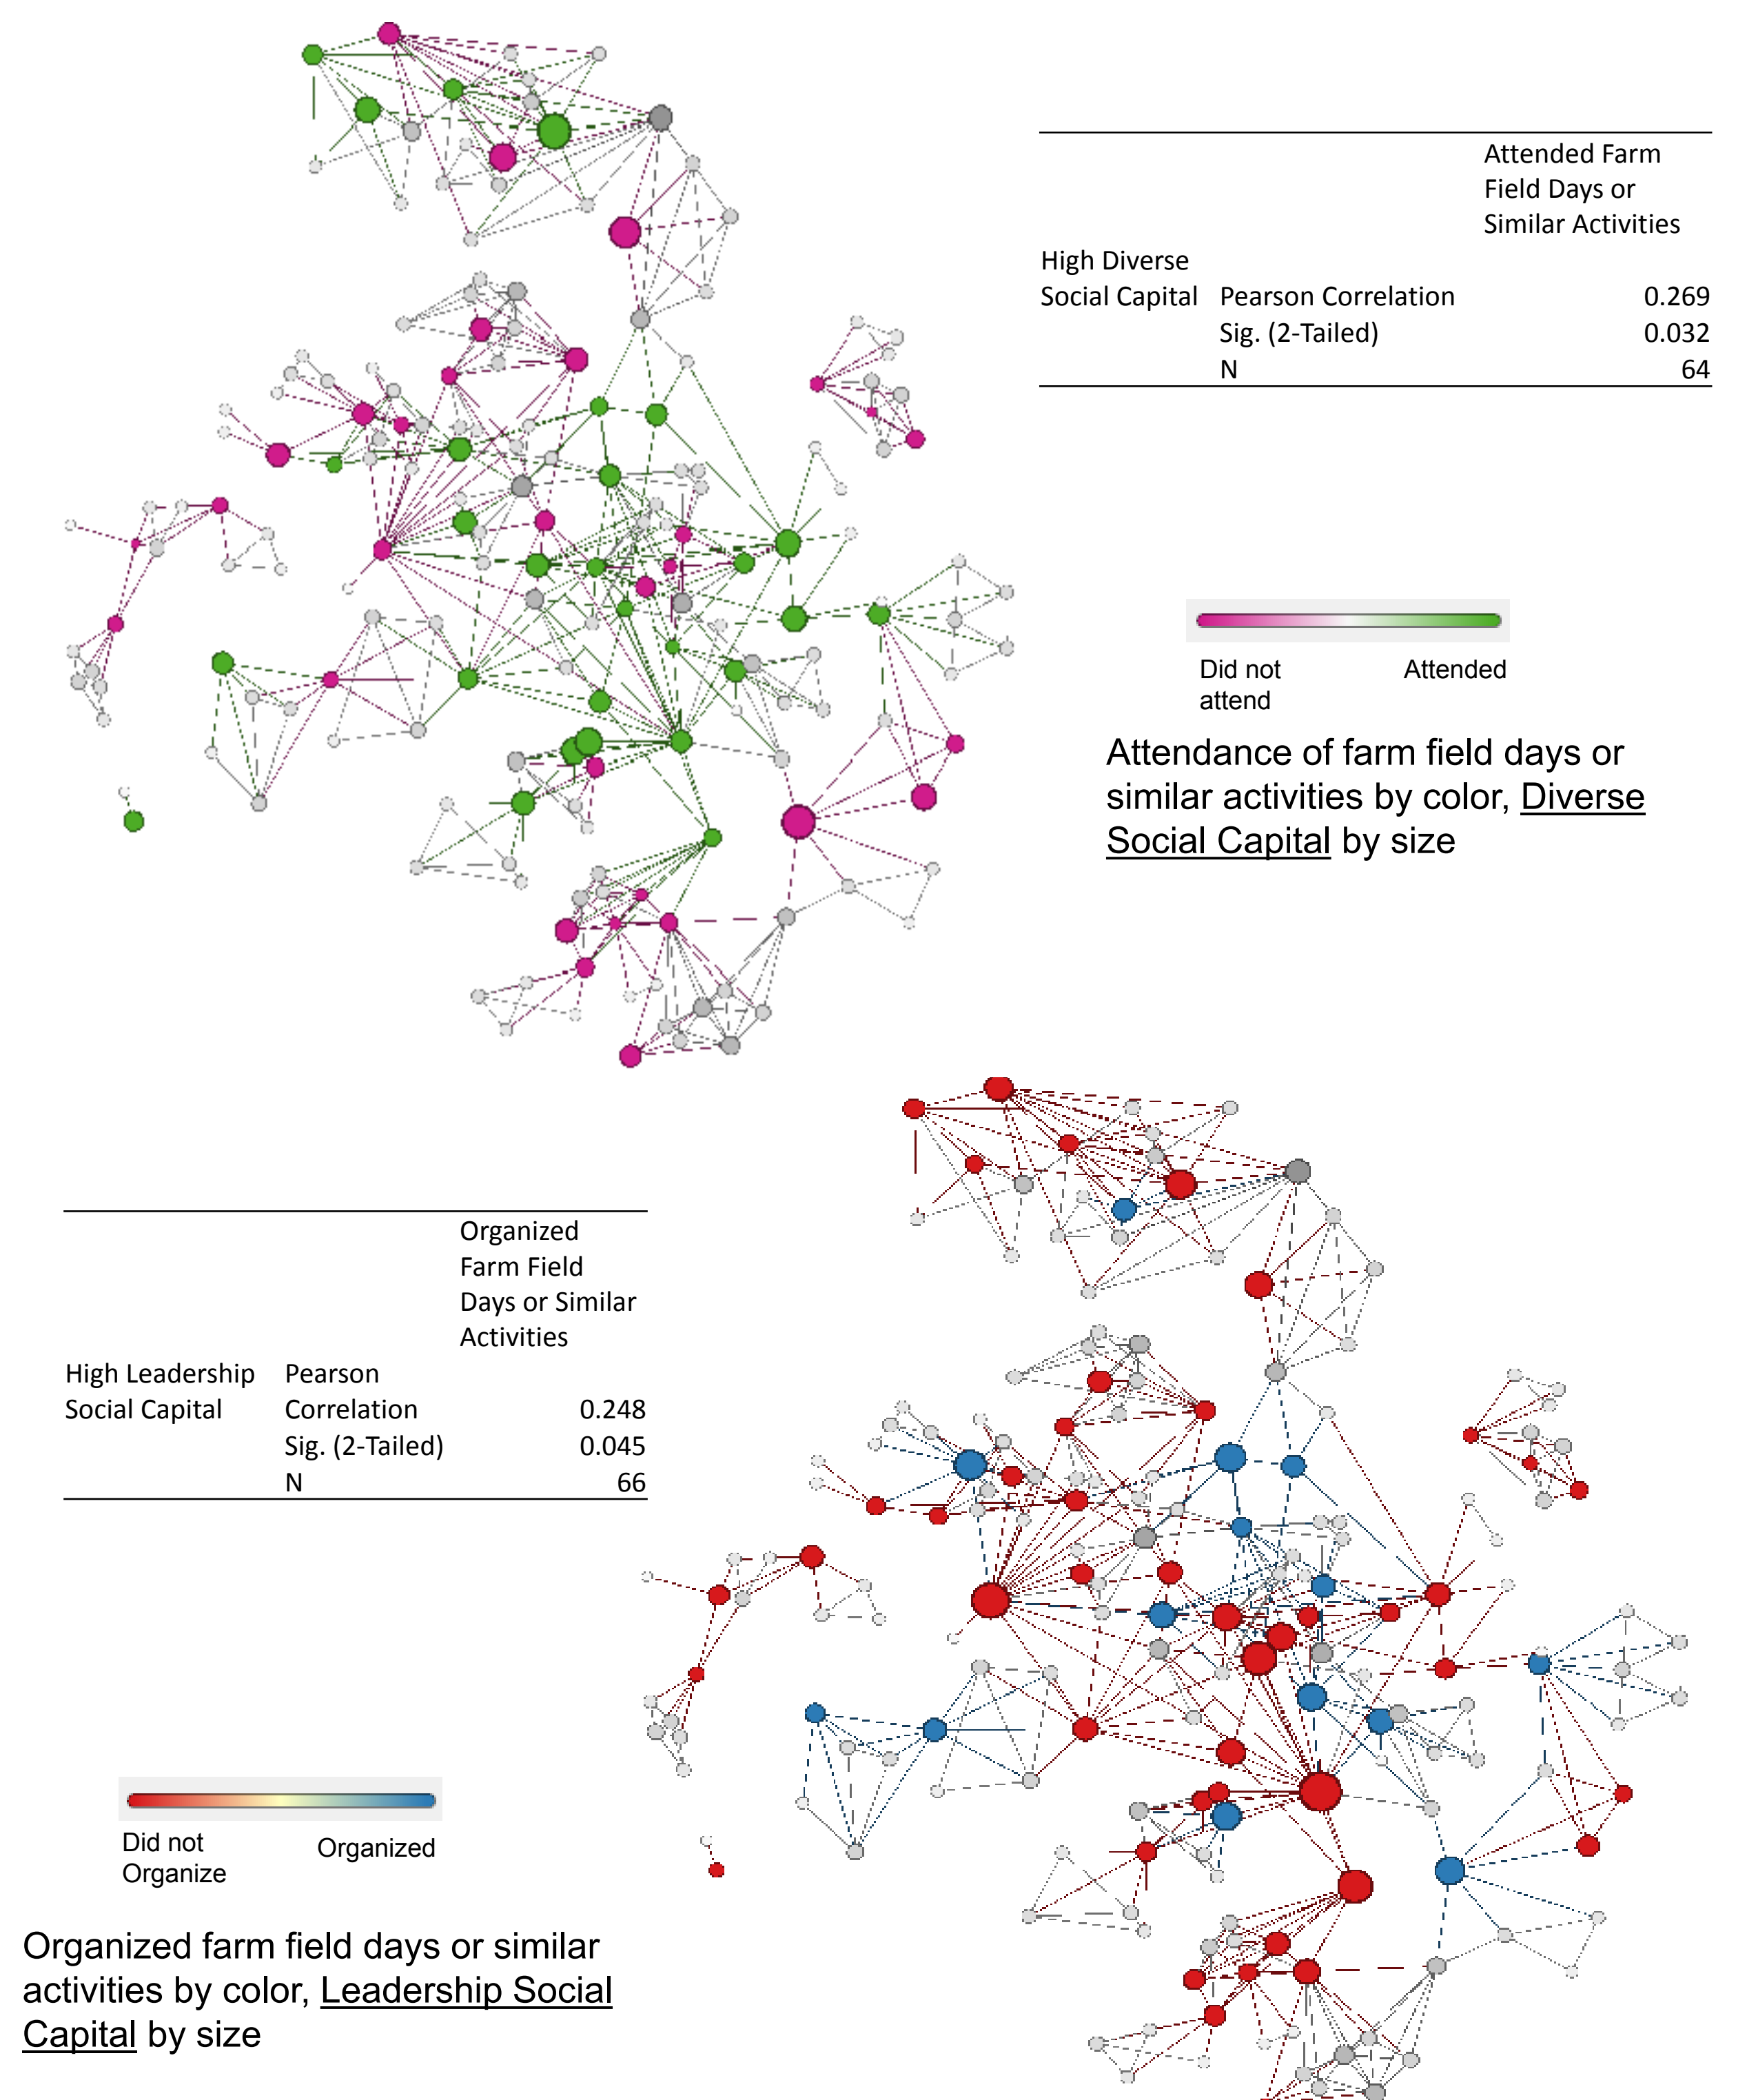 Attended Farm
Field Days or
Similar Activities
High Diverse
Social Capital Pearson Correlation 0.269
Sig. (2-Tailed) 0.032
N 64
Did not
attend
Attended
Attendance of farm field days or
similar activities by color, Diverse
Social Capital by size
Organized
Farm Field
Days or Similar
Activities
High Leadership Pearson
Social Capital Correlation 0.248
Sig. (2-Tailed) 0.045
N 66
Did not
Organize
Organized
Organized farm field days or similar
activities by color, Leadership Social
Capital by size